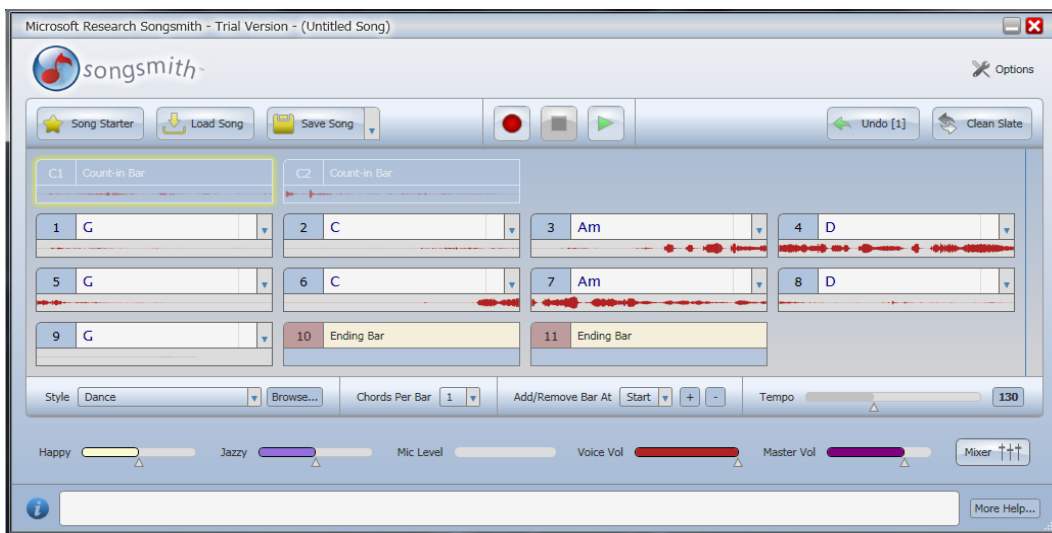 Microsoft Research Songsmith - Trial Version - (Untitled Song)
songsmith™
Options
Song Starter Load Song Save Song Undo [1] Clean Slate
C1 Count-in Bar C2 Count-in Bar
1 G 2 C 3 Am 4 D
5 G 6 C 7 Am 8 D
9 G 10 Ending Bar 11 Ending Bar
Style Dance Browse... Chords Per Bar 1 Add/Remove Bar At Start + - Tempo 130
Happy Jazzy Mic Level Voice Vol Master Vol Mixer
i More Help...